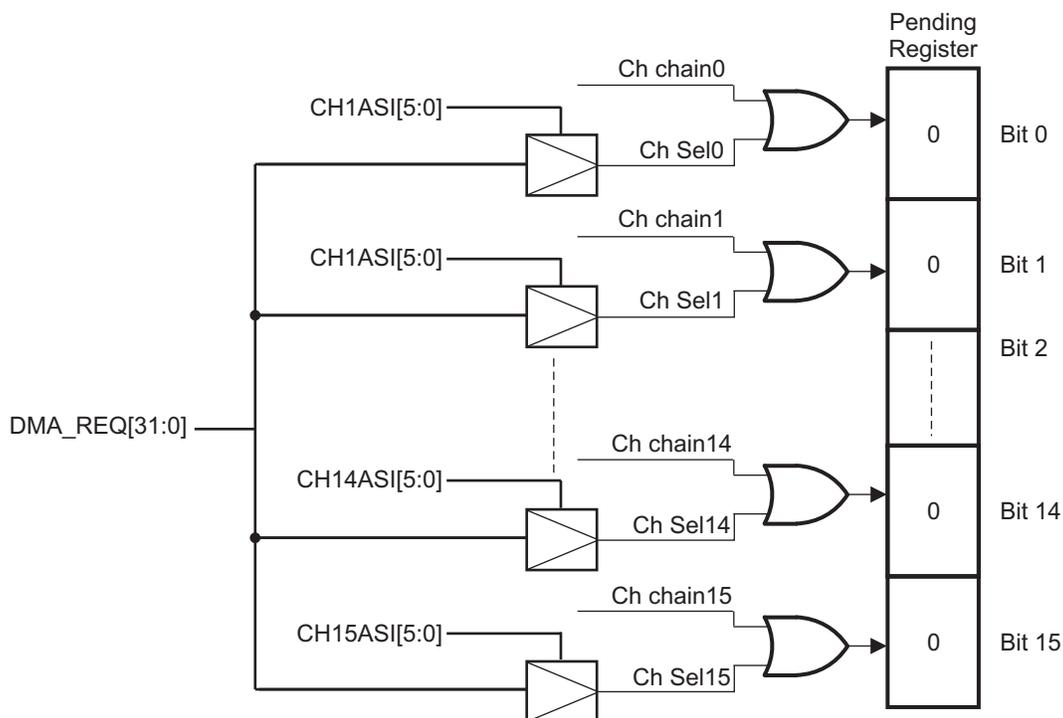 Pending
Register
Ch chain0
CH1ASI[5:0]
0
Bit 0
Ch Sel0
Ch chain1
CH1ASI[5:0]
0
Bit 1
Ch Sel1
Bit 2
DMA_REQ[31:0]
Ch chain14
CH14ASI[5:0]
0
Bit 14
Ch Sel14
Ch chain15
CH15ASI[5:0]
0
Bit 15
Ch Sel15